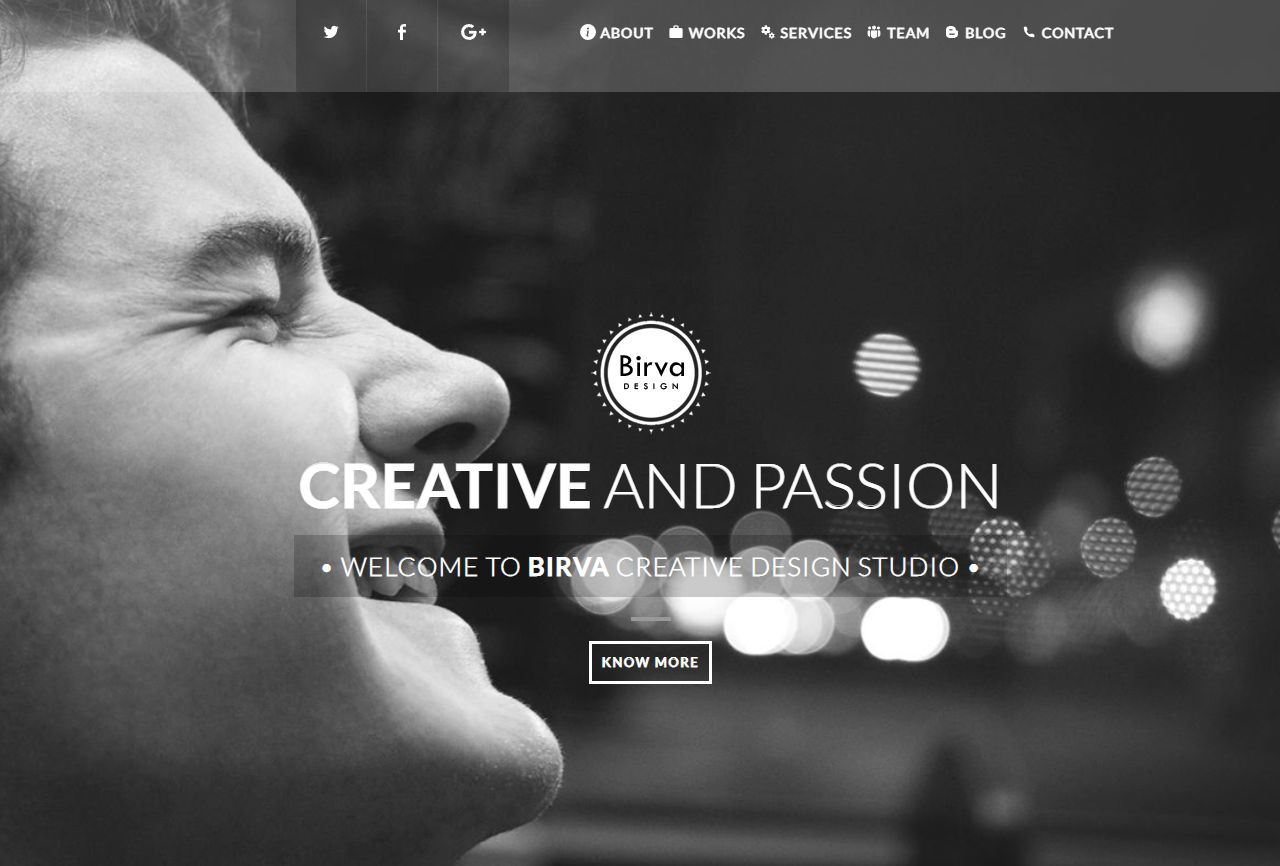 f G+ ABOUT WORKS SERVICES TEAM BLOG CONTACT
Birva
DESIGN
CREATIVE AND PASSION
• WELCOME TO BIRVA CREATIVE DESIGN STUDIO •
KNOW MORE